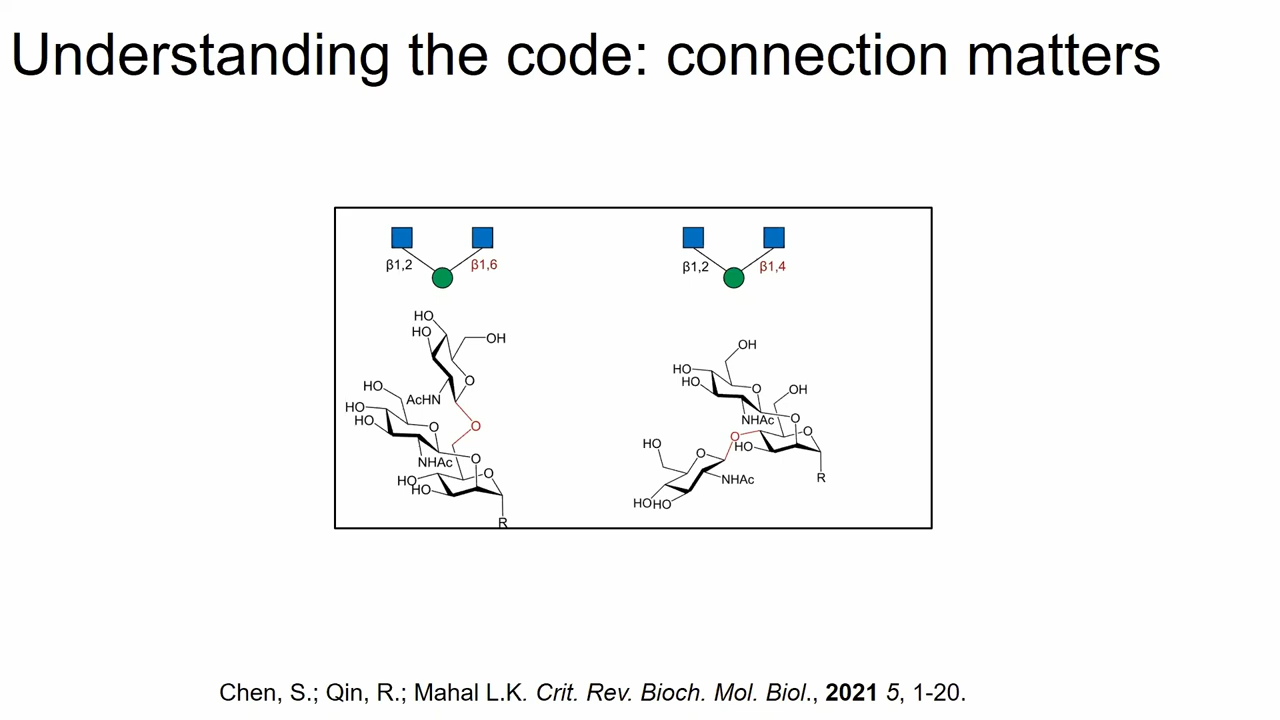 Understanding the code: connection matters
β1,2 β1,6 β1,2 β1,4
HO
HO
OH
O
HO
AcHN
HO
HO
O
O
NHAc
O
HO
HO
O
R
OH
HO
HO
O
OH
NHAc
O
O
HO
O
HO
O
NHAc
R
HOHO
Chen, S.; Qin, R.; Mahal L.K. Crit. Rev. Bioch. Mol. Biol., 2021 5, 1-20.